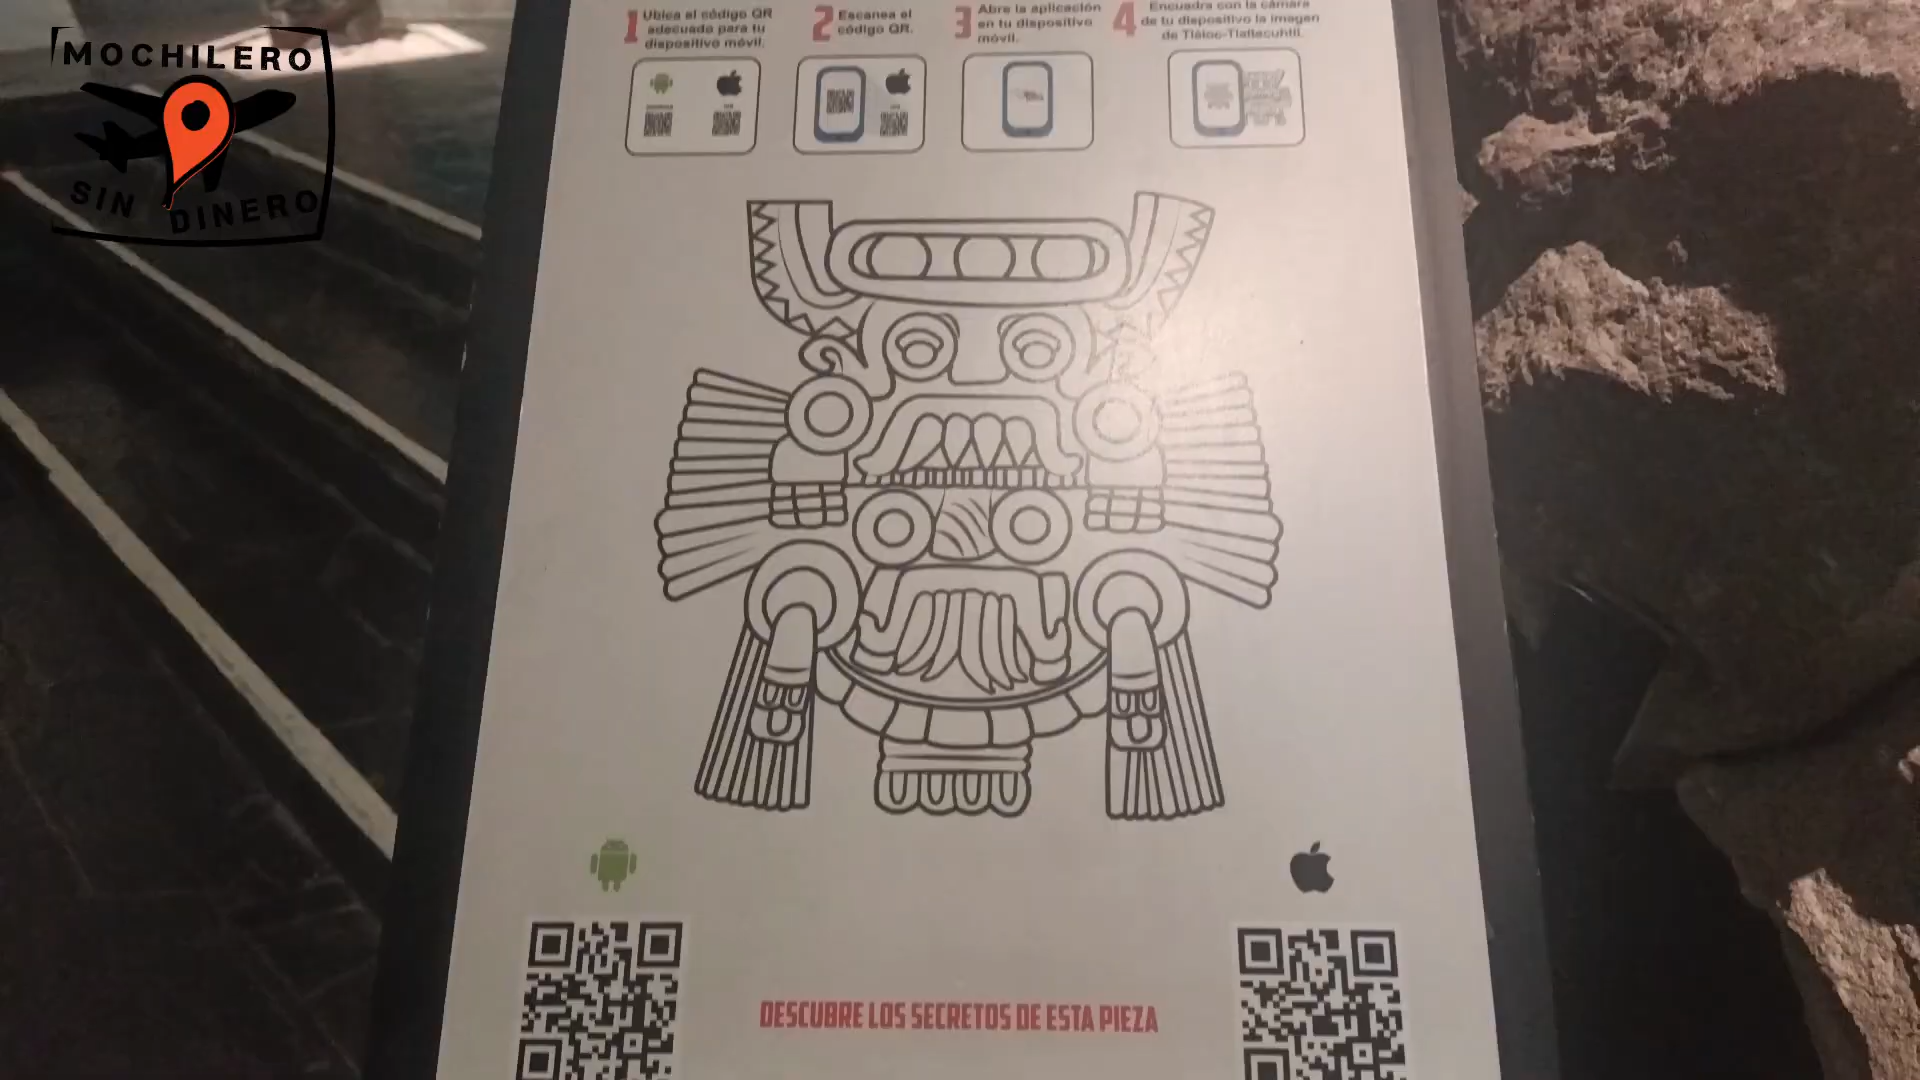 MOCHILERO
SIN DINERO
1 Ubica el código QR
adecuado para tu
dispositivo móvil.
2 Escanea el
código QR.
3 Abre la aplicación
en tu dispositivo
móvil.
4 Encuadra con la cámara
de tu dispositivo la imagen
de Tláloc-Tlaltecuhtli.
DESCUBRE LOS SECRETOS DE ESTA PIEZA